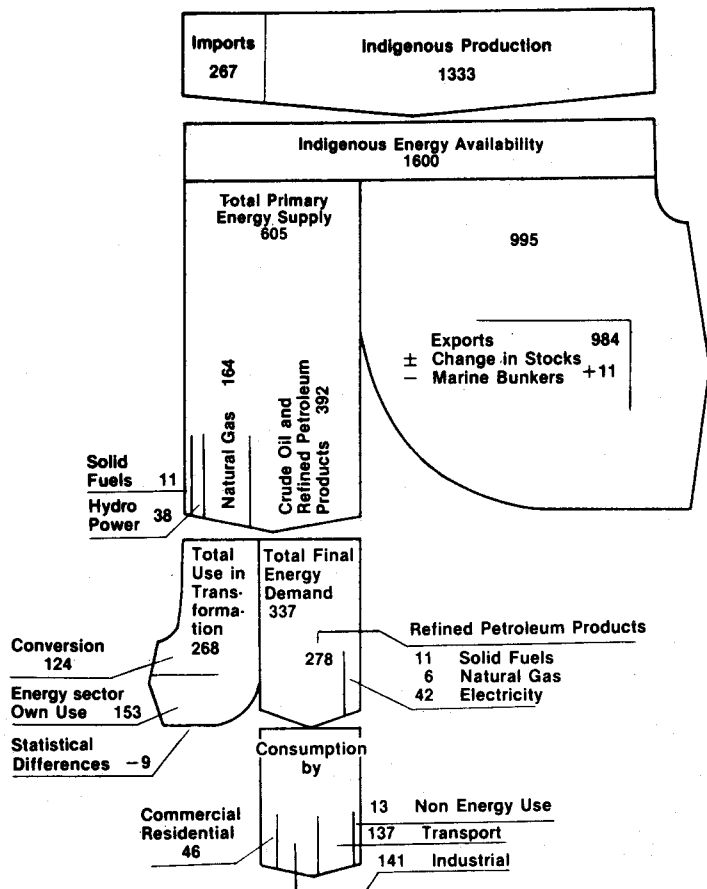 Imports
267
Indigenous Production
1333
Indigenous Energy Availability
1600
Total Primary
Energy Supply
605
995
Exports 984
± Change in Stocks
− Marine Bunkers +11
Natural Gas 164
Crude Oil and
Refined Petroleum
Products 392
Solid
Fuels 11
Hydro
Power 38
Total
Use in
Trans-
forma-
tion
268
Total Final
Energy
Demand
337
278
Refined Petroleum Products
11 Solid Fuels
6 Natural Gas
42 Electricity
Conversion
124
Energy sector
Own Use 153
Statistical
Differences −9
Consumption
by
Commercial
Residential
46
13 Non Energy Use
137 Transport
141 Industrial